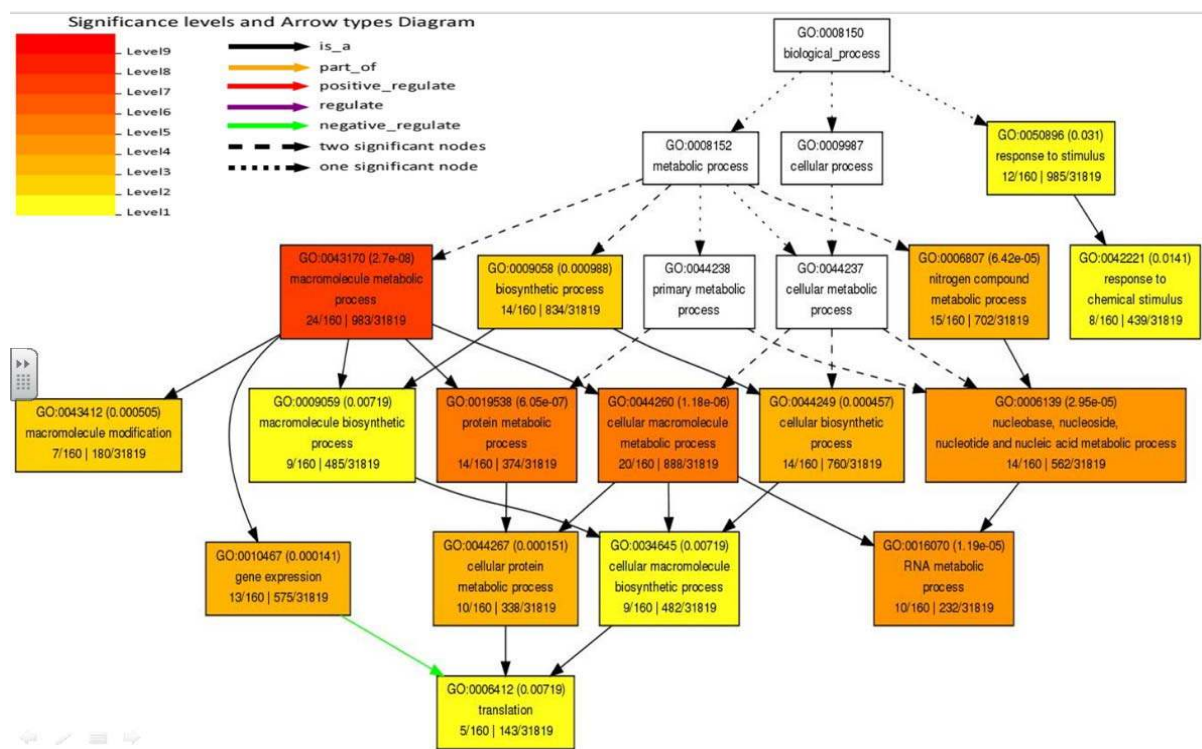 Significance levels and Arrow types Diagram
Level9
Level8
Level7
Level6
Level5
Level4
Level3
Level2
Level1
is_a
part_of
positive_regulate
regulate
negative_regulate
two significant nodes
one significant node
GO:0008150
biological_process
GO:0008152
metabolic process
GO:0009987
cellular process
GO:0050896 (0.031)
response to stimulus
12/160 | 985/31819
GO:0043170 (2.7e-08)
macromolecule metabolic
process
24/160 | 983/31819
GO:0009058 (0.000988)
biosynthetic process
14/160 | 834/31819
GO:0044238
primary metabolic
process
GO:0044237
cellular metabolic
process
GO:0006807 (6.42e-05)
nitrogen compound
metabolic process
15/160 | 702/31819
GO:0042221 (0.0141)
response to
chemical stimulus
8/160 | 439/31819
GO:0043412 (0.000505)
macromolecule modification
7/160 | 180/31819
GO:0009059 (0.00719)
macromolecule biosynthetic
process
9/160 | 485/31819
GO:0019538 (6.05e-07)
protein metabolic
process
14/160 | 374/31819
GO:0044260 (1.18e-06)
cellular macromolecule
metabolic process
20/160 | 888/31819
GO:0044249 (0.000457)
cellular biosynthetic
process
14/160 | 760/31819
GO:0006139 (2.95e-05)
nucleobase, nucleoside,
nucleotide and nucleic acid metabolic process
14/160 | 562/31819
GO:0010467 (0.000141)
gene expression
13/160 | 575/31819
GO:0044267 (0.000151)
cellular protein
metabolic process
10/160 | 338/31819
GO:0034645 (0.00719)
cellular macromolecule
biosynthetic process
9/160 | 482/31819
GO:0016070 (1.19e-05)
RNA metabolic
process
10/160 | 232/31819
GO:0006412 (0.00719)
translation
5/160 | 143/31819